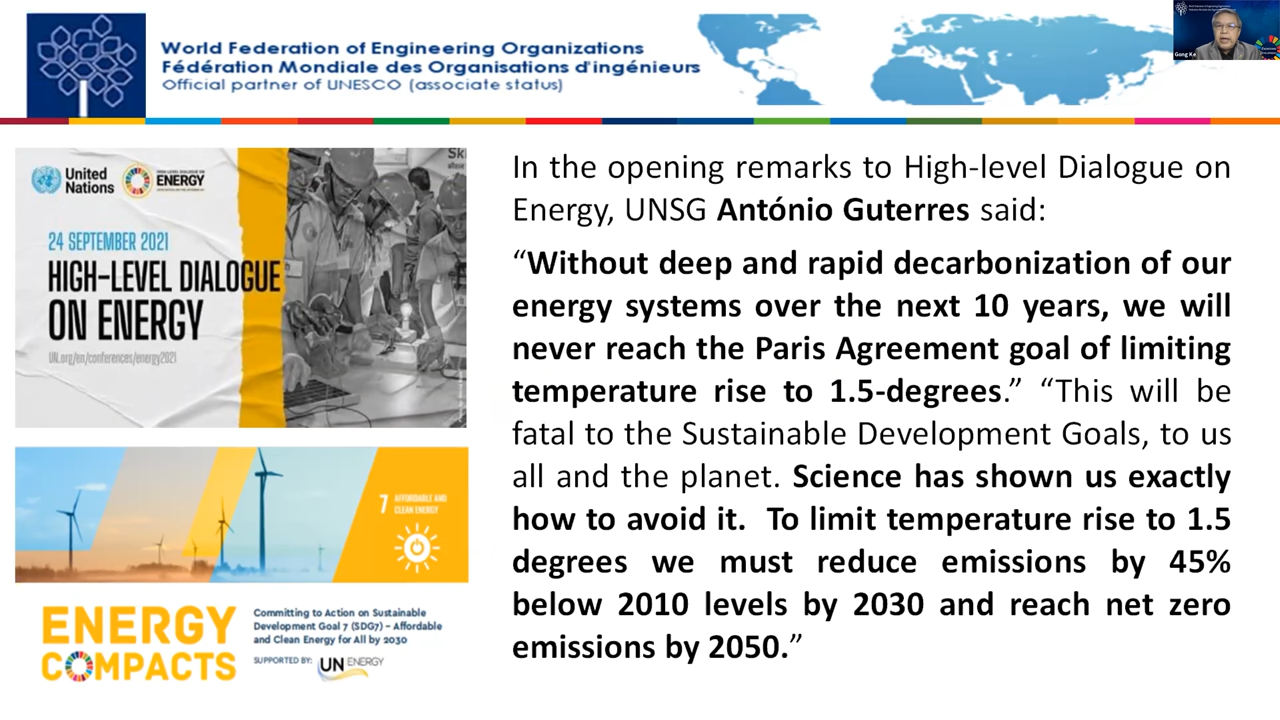 World Federation of Engineering Organizations
Fédération Mondiale des Organisations d'ingénieurs
Official partner of UNESCO (associate status)
Gong Ke
United
Nations
HIGH-LEVEL DIALOGUE ON
ENERGY
24 SEPTEMBER 2021
HIGH-LEVEL DIALOGUE
ON ENERGY
UN.org/en/conferences/energy2021
7 AFFORDABLE AND
CLEAN ENERGY
ENERGY
COMPACTS
Committing to Action on Sustainable
Development Goal 7 (SDG7) – Affordable
and Clean Energy for All by 2030
SUPPORTED BY: UN ENERGY
In the opening remarks to High-level Dialogue on
Energy, UNSG António Guterres said:
“Without deep and rapid decarbonization of our
energy systems over the next 10 years, we will
never reach the Paris Agreement goal of limiting
temperature rise to 1.5-degrees.” “This will be
fatal to the Sustainable Development Goals, to us
all and the planet. Science has shown us exactly
how to avoid it. To limit temperature rise to 1.5
degrees we must reduce emissions by 45%
below 2010 levels by 2030 and reach net zero
emissions by 2050.”